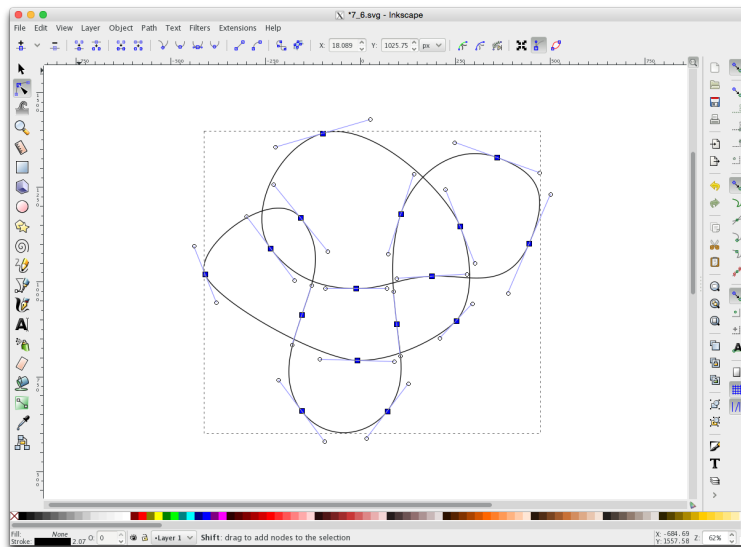 *7_6.svg - Inkscape
File Edit View Layer Object Path Text Filters Extensions Help
X: 18.089 Y: 1025.75 px
Fill: None
Stroke: 2.07 O: 0 •Layer 1 Shift: drag to add nodes to the selection X: -684.69 Z: 62%
Y: 1557.58